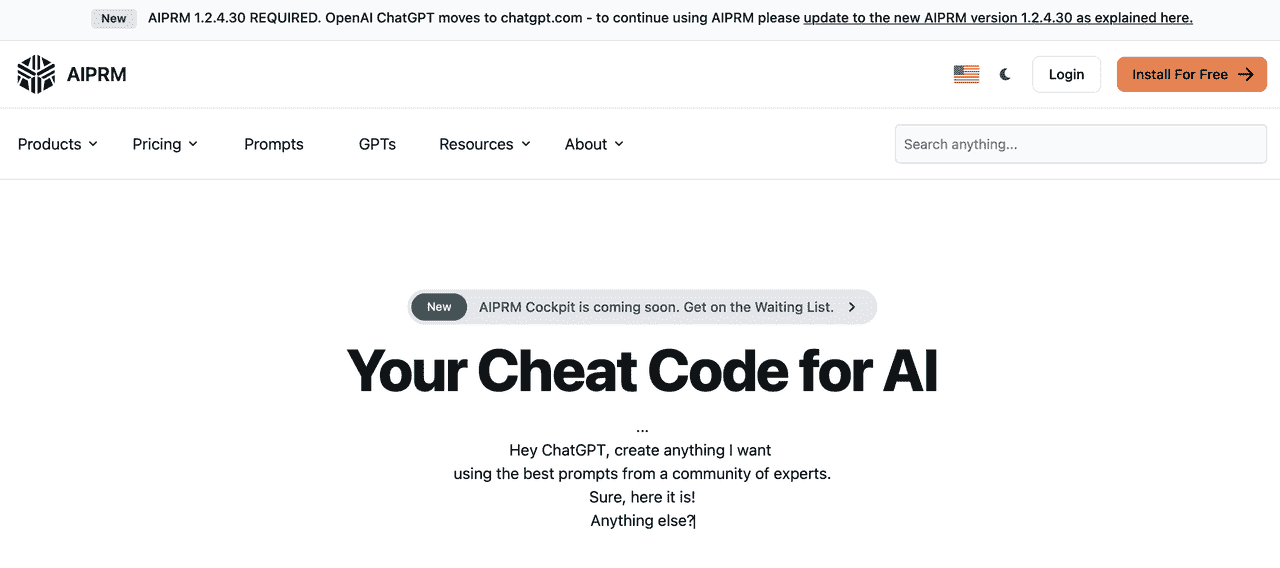 New AIPRM 1.2.4.30 REQUIRED. OpenAI ChatGPT moves to chatgpt.com - to continue using AIPRM please update to the new AIPRM version 1.2.4.30 as explained here.
AIPRM Login Install For Free
Products Pricing Prompts GPTs Resources About Search anything...
New AIPRM Cockpit is coming soon. Get on the Waiting List.
Your Cheat Code for AI
...
Hey ChatGPT, create anything I want
using the best prompts from a community of experts.
Sure, here it is!
Anything else?